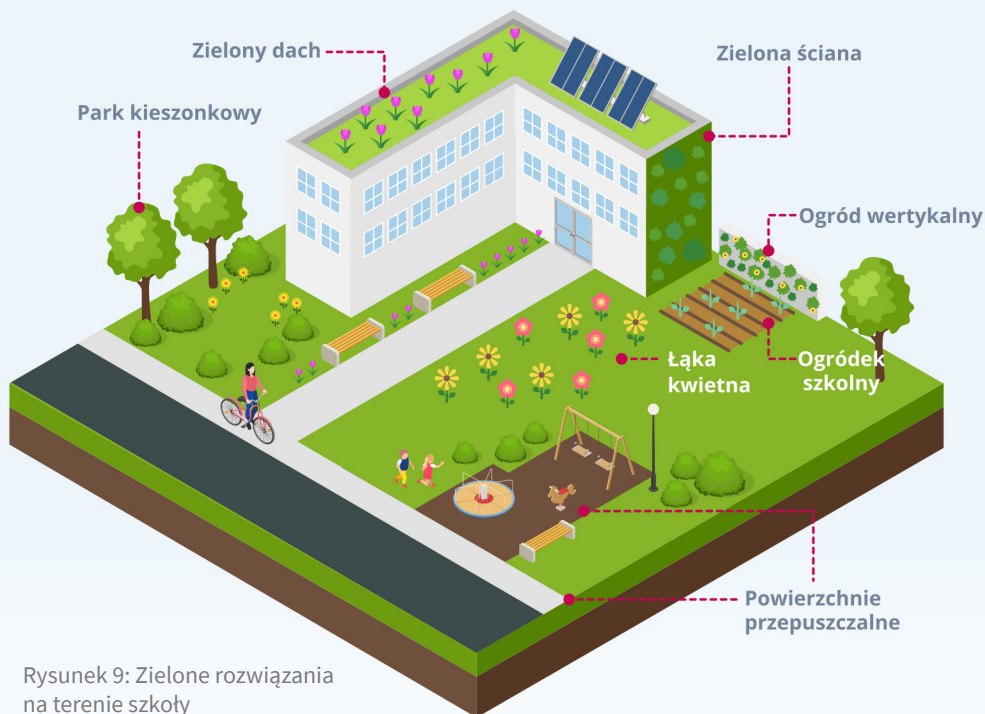 Zielony dach
Zielona ściana
Park kieszonkowy
Ogród wertykalny
Łąka
kwietna
Ogródek
szkolny
Powierzchnie
przepuszczalne
Rysunek 9: Zielone rozwiązania
na terenie szkoły